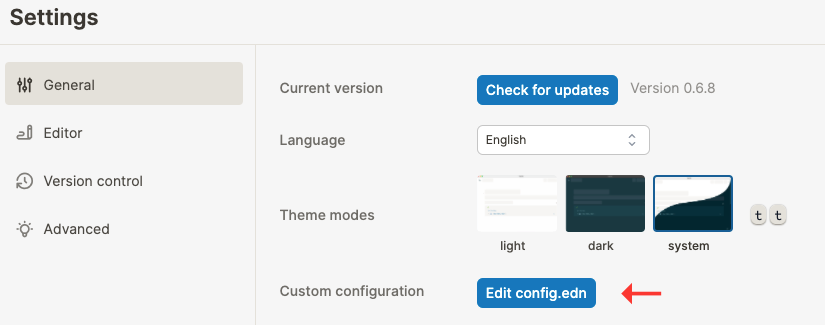 Settings
General
Editor
Version control
Advanced
Current version
Check for updates
Version 0.6.8
Language
English
Theme modes
light
dark
system
t t
Custom configuration
Edit config.edn